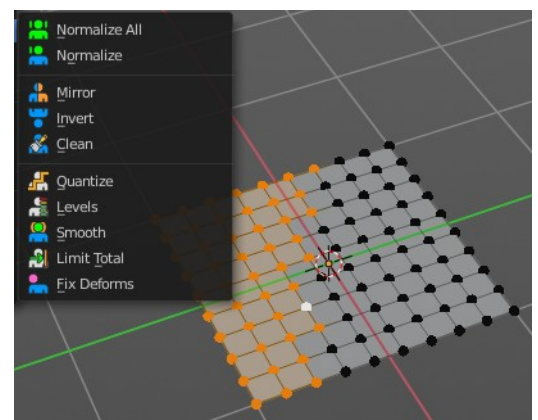 Normalize All
Normalize
Mirror
Invert
Clean
Quantize
Levels
Smooth
Limit Total
Fix Deforms